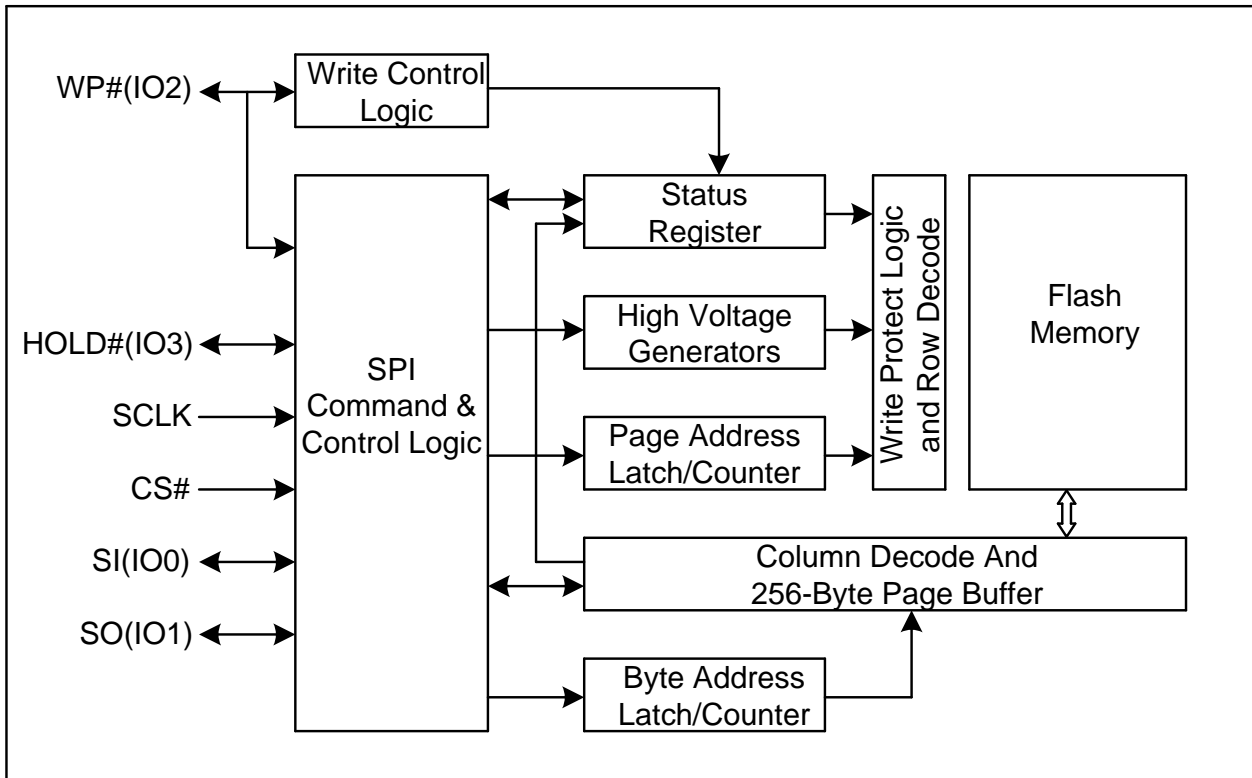 WP#(IO2)
Write Control
Logic
Status
Register
High Voltage
Generators
Page Address
Latch/Counter
Write Protect Logic
and Row Decode
Flash
Memory
HOLD#(IO3)
SCLK
CS#
SI(IO0)
SO(IO1)
SPI
Command &
Control Logic
Column Decode And
256-Byte Page Buffer
Byte Address
Latch/Counter